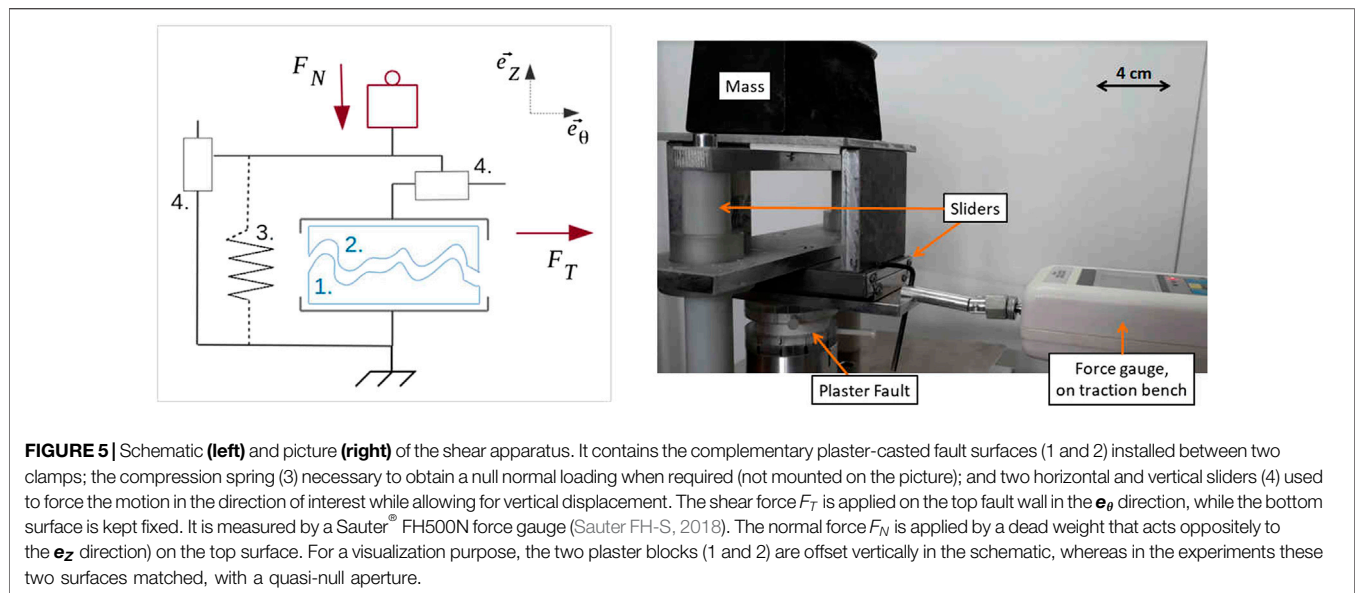 F_N
e⃗_Z
e⃗_θ
4.
4.
3.
2.
1.
F_T
Mass
4 cm
Sliders
Plaster Fault
Force gauge,
on traction bench
FIGURE 5 | Schematic (left) and picture (right) of the shear apparatus. It contains the complementary plaster-casted fault surfaces (1 and 2) installed between two
clamps; the compression spring (3) necessary to obtain a null normal loading when required (not mounted on the picture); and two horizontal and vertical sliders (4) used
to force the motion in the direction of interest while allowing for vertical displacement. The shear force F_T is applied on the top fault wall in the e_θ direction, while the bottom
surface is kept fixed. It is measured by a Sauter® FH500N force gauge (Sauter FH-S, 2018). The normal force F_N is applied by a dead weight that acts oppositely to
the e_Z direction) on the top surface. For a visualization purpose, the two plaster blocks (1 and 2) are offset vertically in the schematic, whereas in the experiments these
two surfaces matched, with a quasi-null aperture.